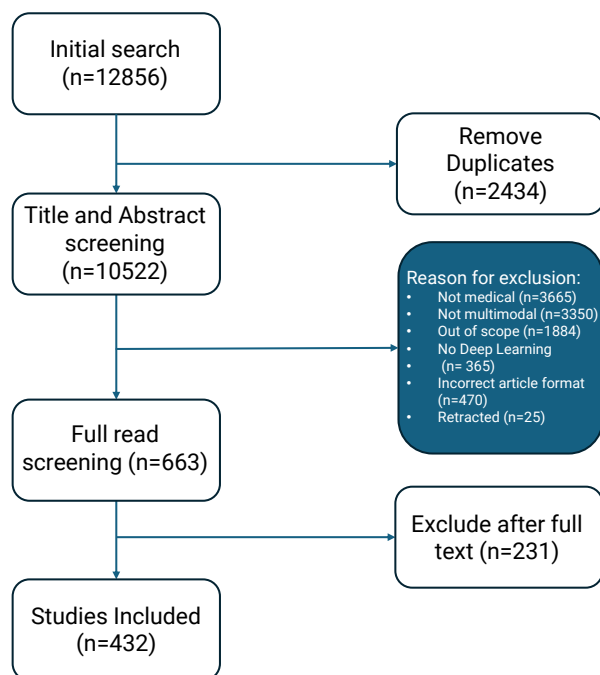 Initial search
(n=12856)
Remove
Duplicates
(n=2434)
Title and Abstract
screening
(n=10522)
Reason for exclusion:
• Not medical (n=3665)
• Not multimodal (n=3350)
• Out of scope (n=1884)
• No Deep Learning
• (n= 365)
• Incorrect article format
(n=470)
• Retracted (n=25)
Full read
screening (n=663)
Exclude after full
text (n=231)
Studies Included
(n=432)